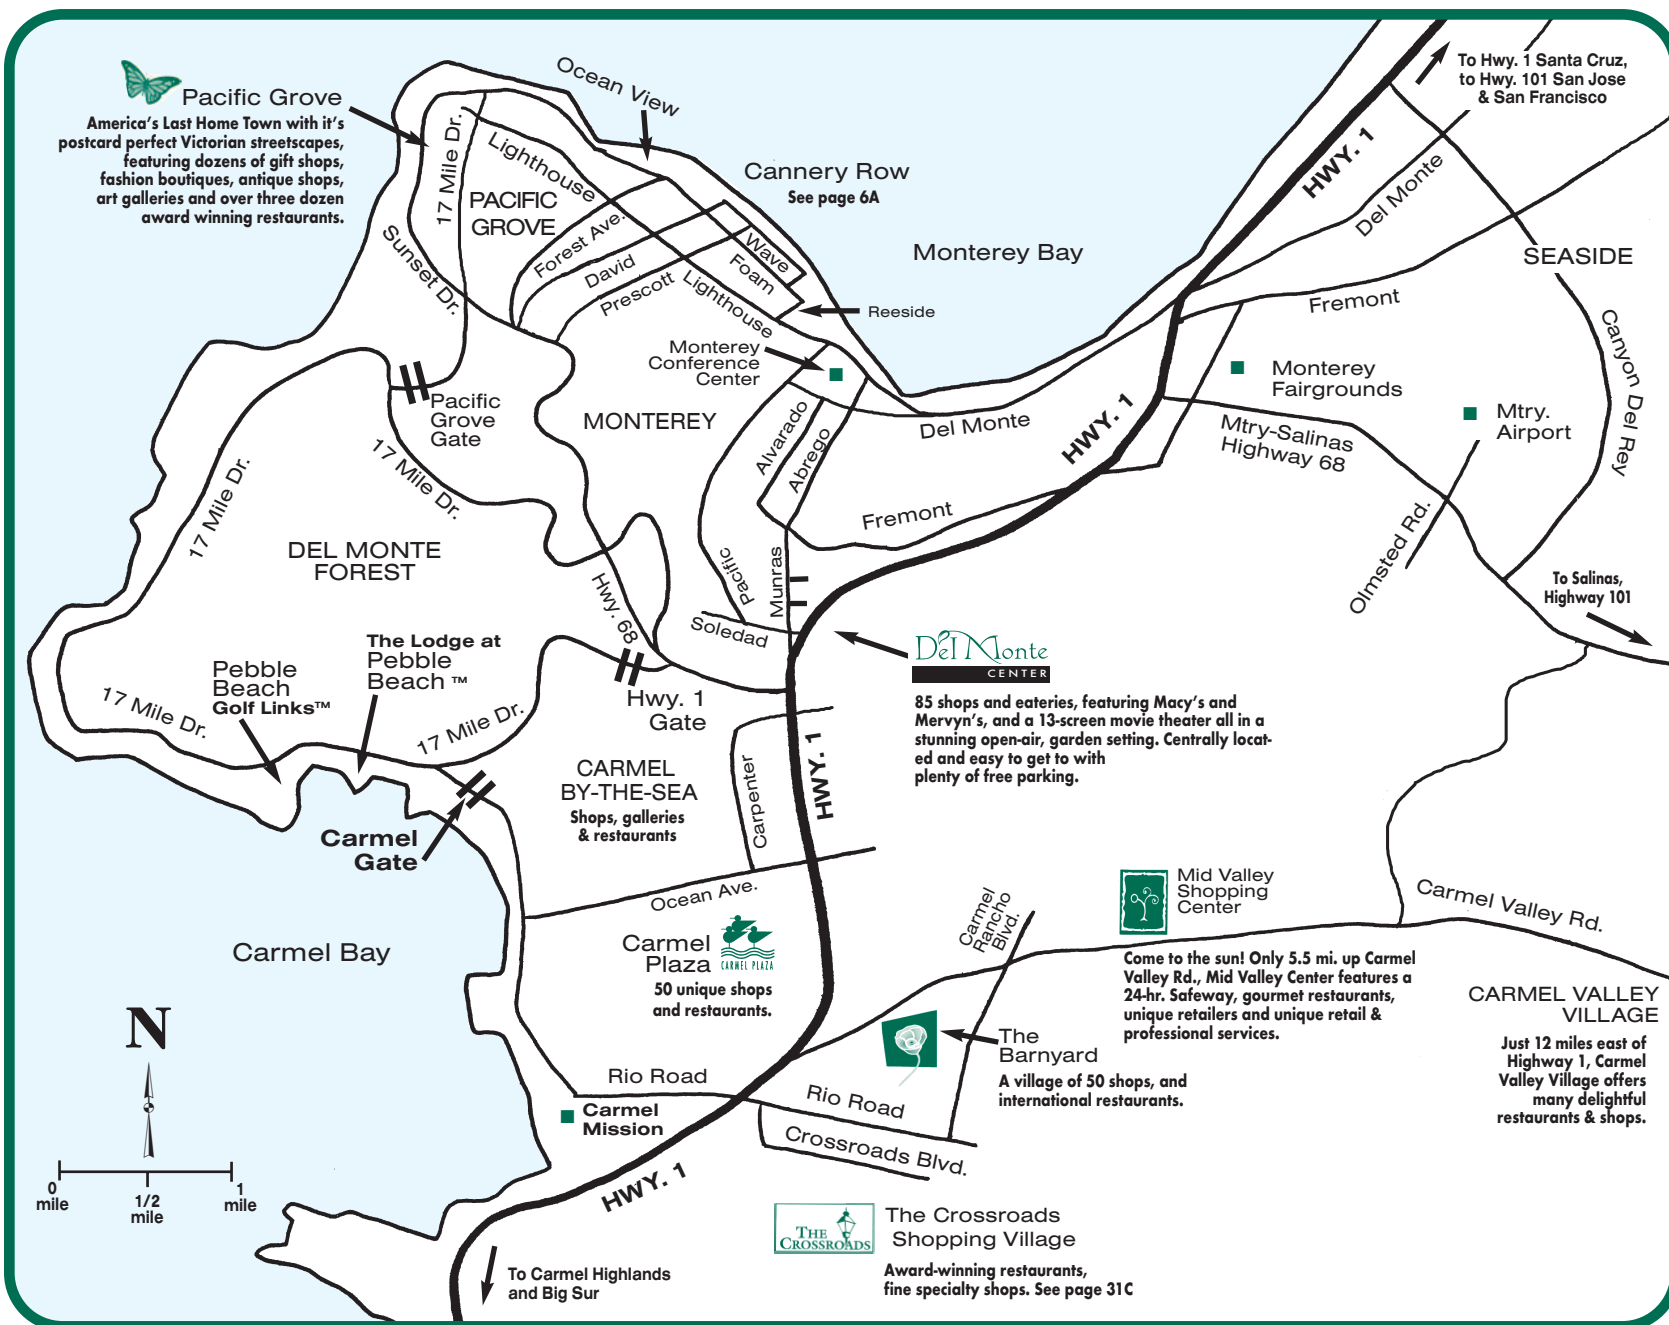 Pacific Grove
America's Last Home Town with it's
postcard perfect Victorian streetscapes,
featuring dozens of gift shops,
fashion boutiques, antique shops,
art galleries and over three dozen
award winning restaurants.
Ocean View
Cannery Row
See page 6A
Monterey Bay
To Hwy. 1 Santa Cruz,
to Hwy. 101 San Jose
& San Francisco
HWY. 1
Del Monte
SEASIDE
Fremont
Canyon Del Rey
17 Mile Dr.
Lighthouse
PACIFIC
GROVE
Sunset Dr.
Forest Ave.
David
Prescott
Lighthouse
Wave
Foam
Reeside
Monterey
Conference
Center
Monterey
Fairgrounds
Mtry.
Airport
Mtry-Salinas
Highway 68
Olmsted Rd.
To Salinas,
Highway 101
Pacific
Grove
Gate
MONTEREY
Alvarado
Abrego
Del Monte
HWY. 1
Fremont
17 Mile Dr.
17 Mile Dr.
DEL MONTE
FOREST
Hwy. 68
Pacific
Munras
Soledad
Del Monte
CENTER
85 shops and eateries, featuring Macy's and
Mervyn's, and a 13-screen movie theater all in a
stunning open-air, garden setting. Centrally locat-
ed and easy to get to with
plenty of free parking.
The Lodge at
Pebble
Beach ™
Pebble
Beach
Golf Links™
17 Mile Dr.
17 Mile Dr.
Hwy. 1
Gate
CARMEL
BY-THE-SEA
Shops, galleries
& restaurants
Carpenter
HWY. 1
Carmel
Gate
Ocean Ave.
Carmel
Plaza
CARMEL PLAZA
50 unique shops
and restaurants.
Carmel Bay
Carmel
Rancho
Blvd.
Mid Valley
Shopping
Center
Come to the sun! Only 5.5 mi. up Carmel
Valley Rd., Mid Valley Center features a
24-hr. Safeway, gourmet restaurants,
unique retailers and unique retail &
professional services.
Carmel Valley Rd.
CARMEL VALLEY
VILLAGE
Just 12 miles east of
Highway 1, Carmel
Valley Village offers
many delightful
restaurants & shops.
The
Barnyard
A village of 50 shops, and
international restaurants.
Rio Road
Rio Road
Crossroads Blvd.
Carmel
Mission
HWY. 1
N
0
mile
1/2
mile
1
mile
THE
CROSSROADS
The Crossroads
Shopping Village
Award-winning restaurants,
fine specialty shops. See page 31C
To Carmel Highlands
and Big Sur